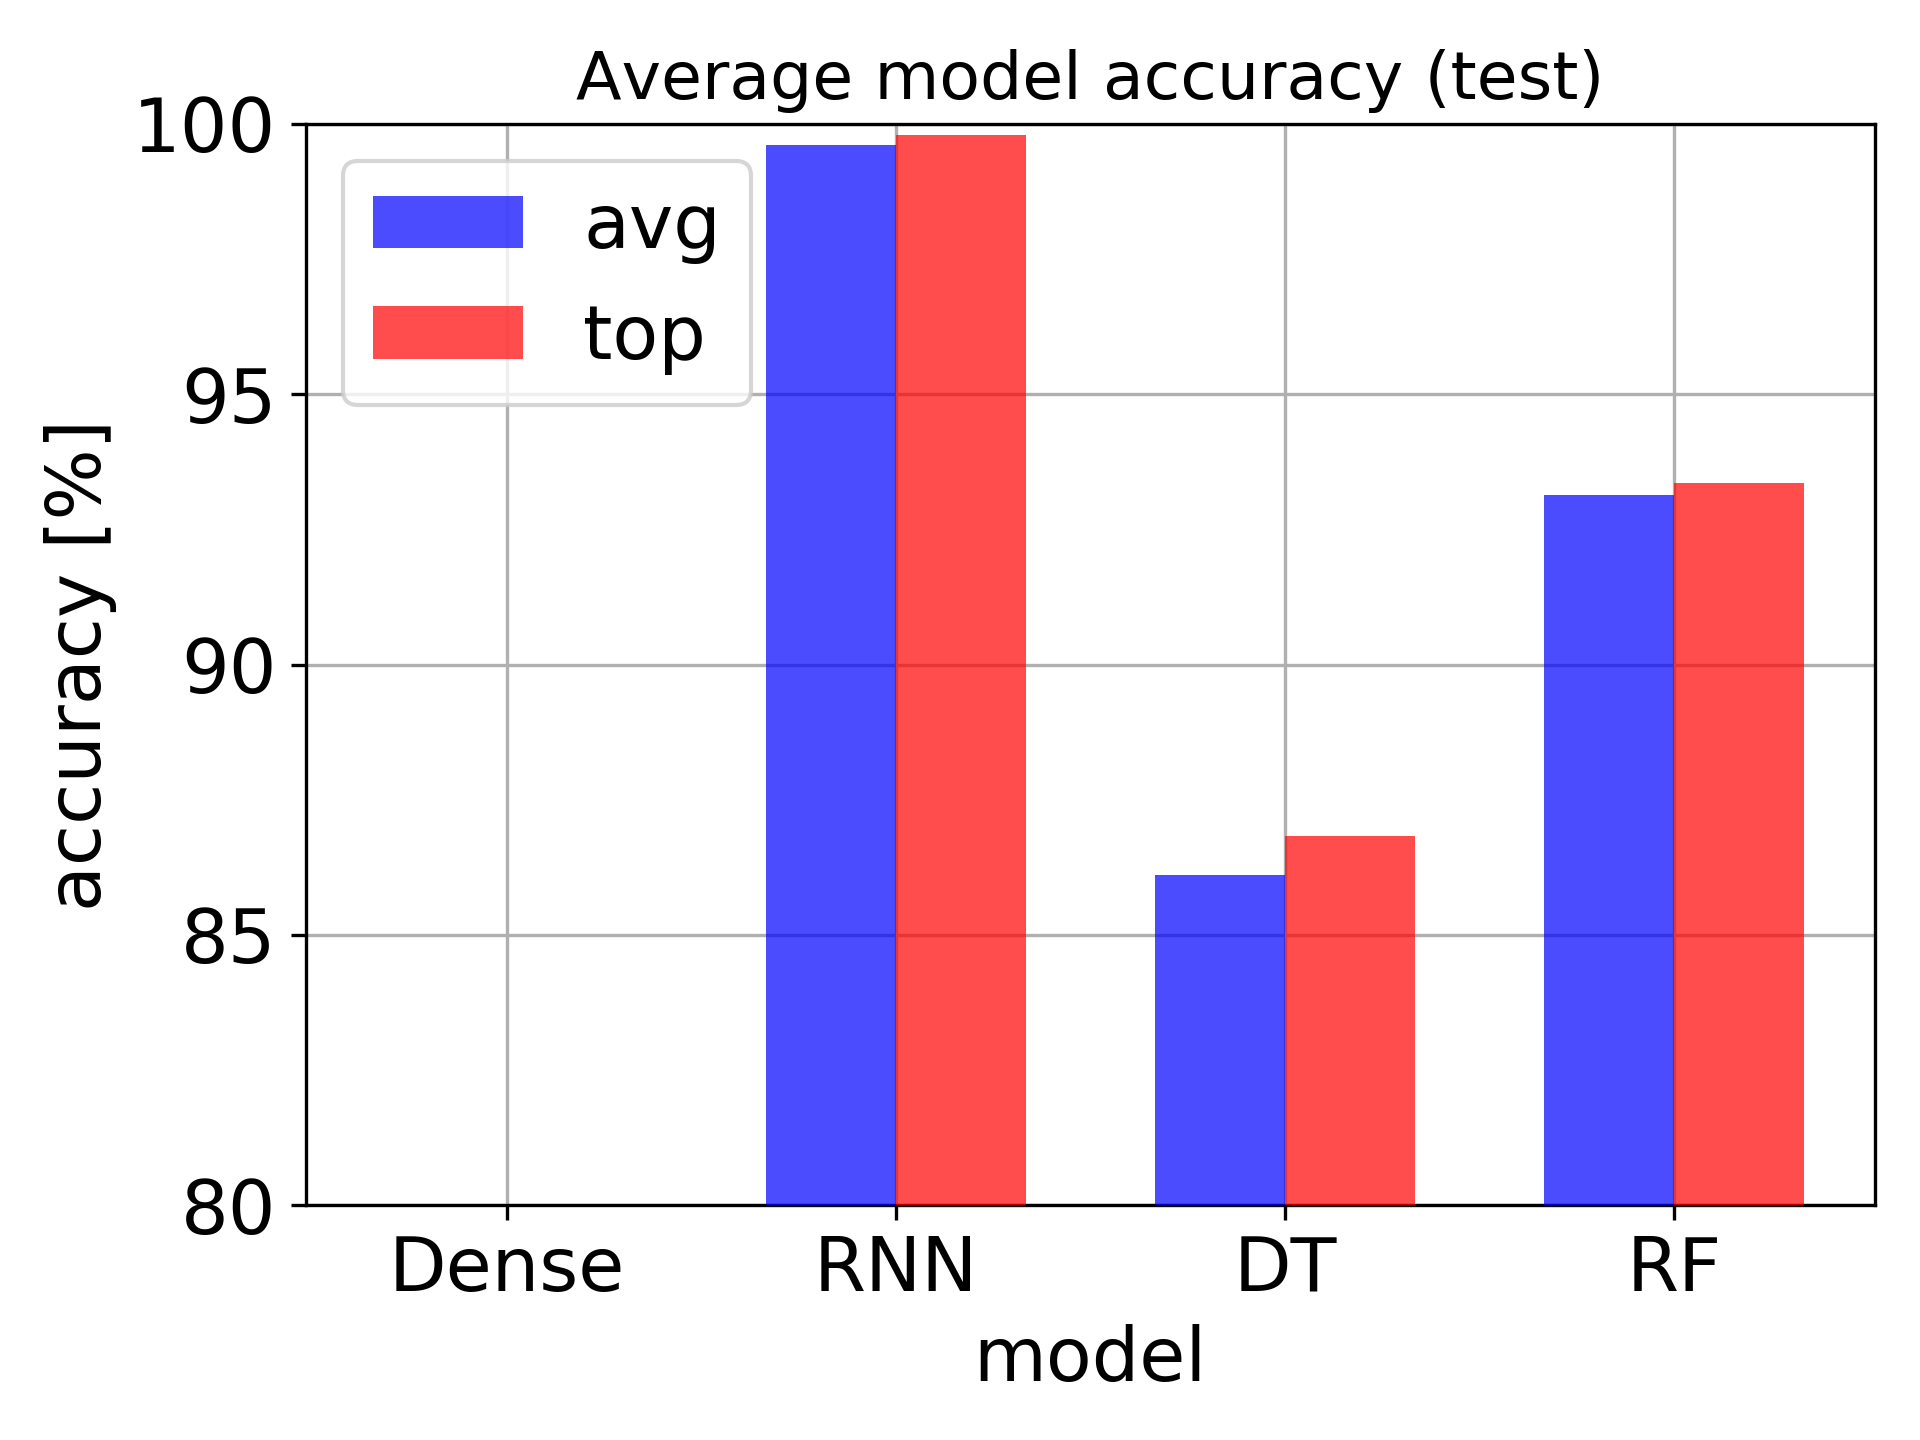 Average model accuracy (test)
100
95
90
85
80
accuracy [%]
avg
top
Dense RNN DT RF
model